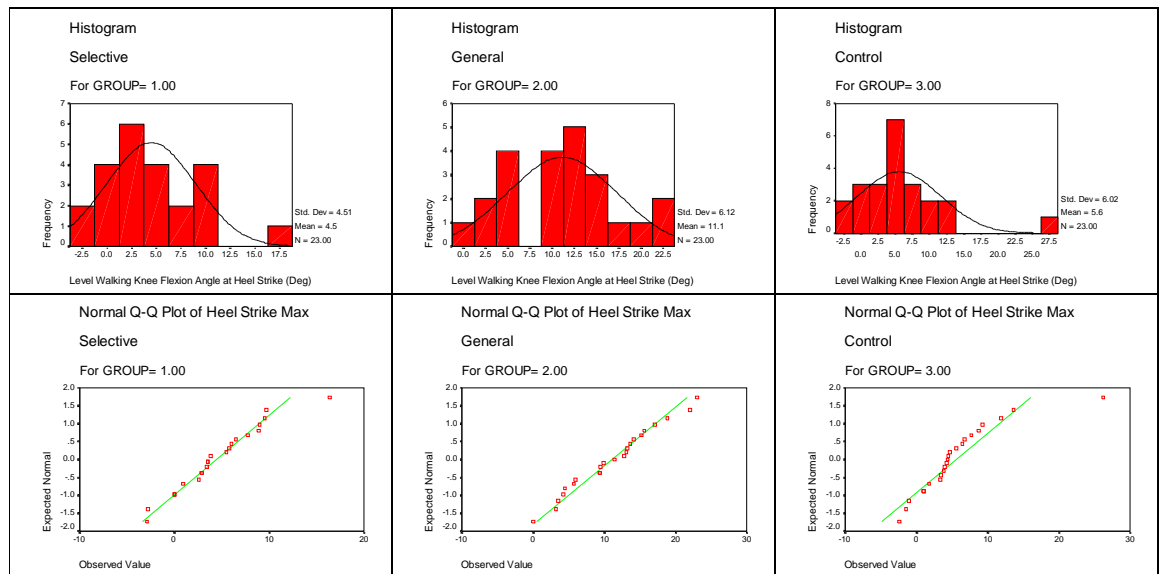 Histogram
Selective
For GROUP= 1.00
Frequency
7
6
5
4
3
2
1
0
-2.5 0.0 2.5 5.0 7.5 10.0 12.5 15.0 17.5
Std. Dev = 4.51
Mean = 4.5
N = 23.00
Level Walking Knee Flexion Angle at Heel Strike (Deg)
Histogram
General
For GROUP= 2.00
Frequency
6
5
4
3
2
1
0
0.0 2.5 5.0 7.5 10.0 12.5 15.0 17.5 20.0 22.5
Std. Dev = 6.12
Mean = 11.1
N = 23.00
Level Walking Knee Flexion Angle at Heel Strike (Deg)
Histogram
Control
For GROUP= 3.00
Frequency
8
6
4
2
0
-2.5 0.0 2.5 5.0 7.5 10.0 12.5 15.0 17.5 20.0 22.5 25.0 27.5
Std. Dev = 6.02
Mean = 5.6
N = 23.00
Level Walking Knee Flexion Angle at Heel Strike (Deg)
Normal Q-Q Plot of Heel Strike Max
Selective
For GROUP= 1.00
Expected Normal
2.0
1.5
1.0
.5
0.0
-.5
-1.0
-1.5
-2.0
-10 0 10 20
Observed Value
Normal Q-Q Plot of Heel Strike Max
General
For GROUP= 2.00
Expected Normal
2.0
1.5
1.0
.5
0.0
-.5
-1.0
-1.5
-2.0
-10 0 10 20 30
Observed Value
Normal Q-Q Plot of Heel Strike Max
Control
For GROUP= 3.00
Expected Normal
2.0
1.5
1.0
.5
0.0
-.5
-1.0
-1.5
-2.0
-10 0 10 20 30
Observed Value